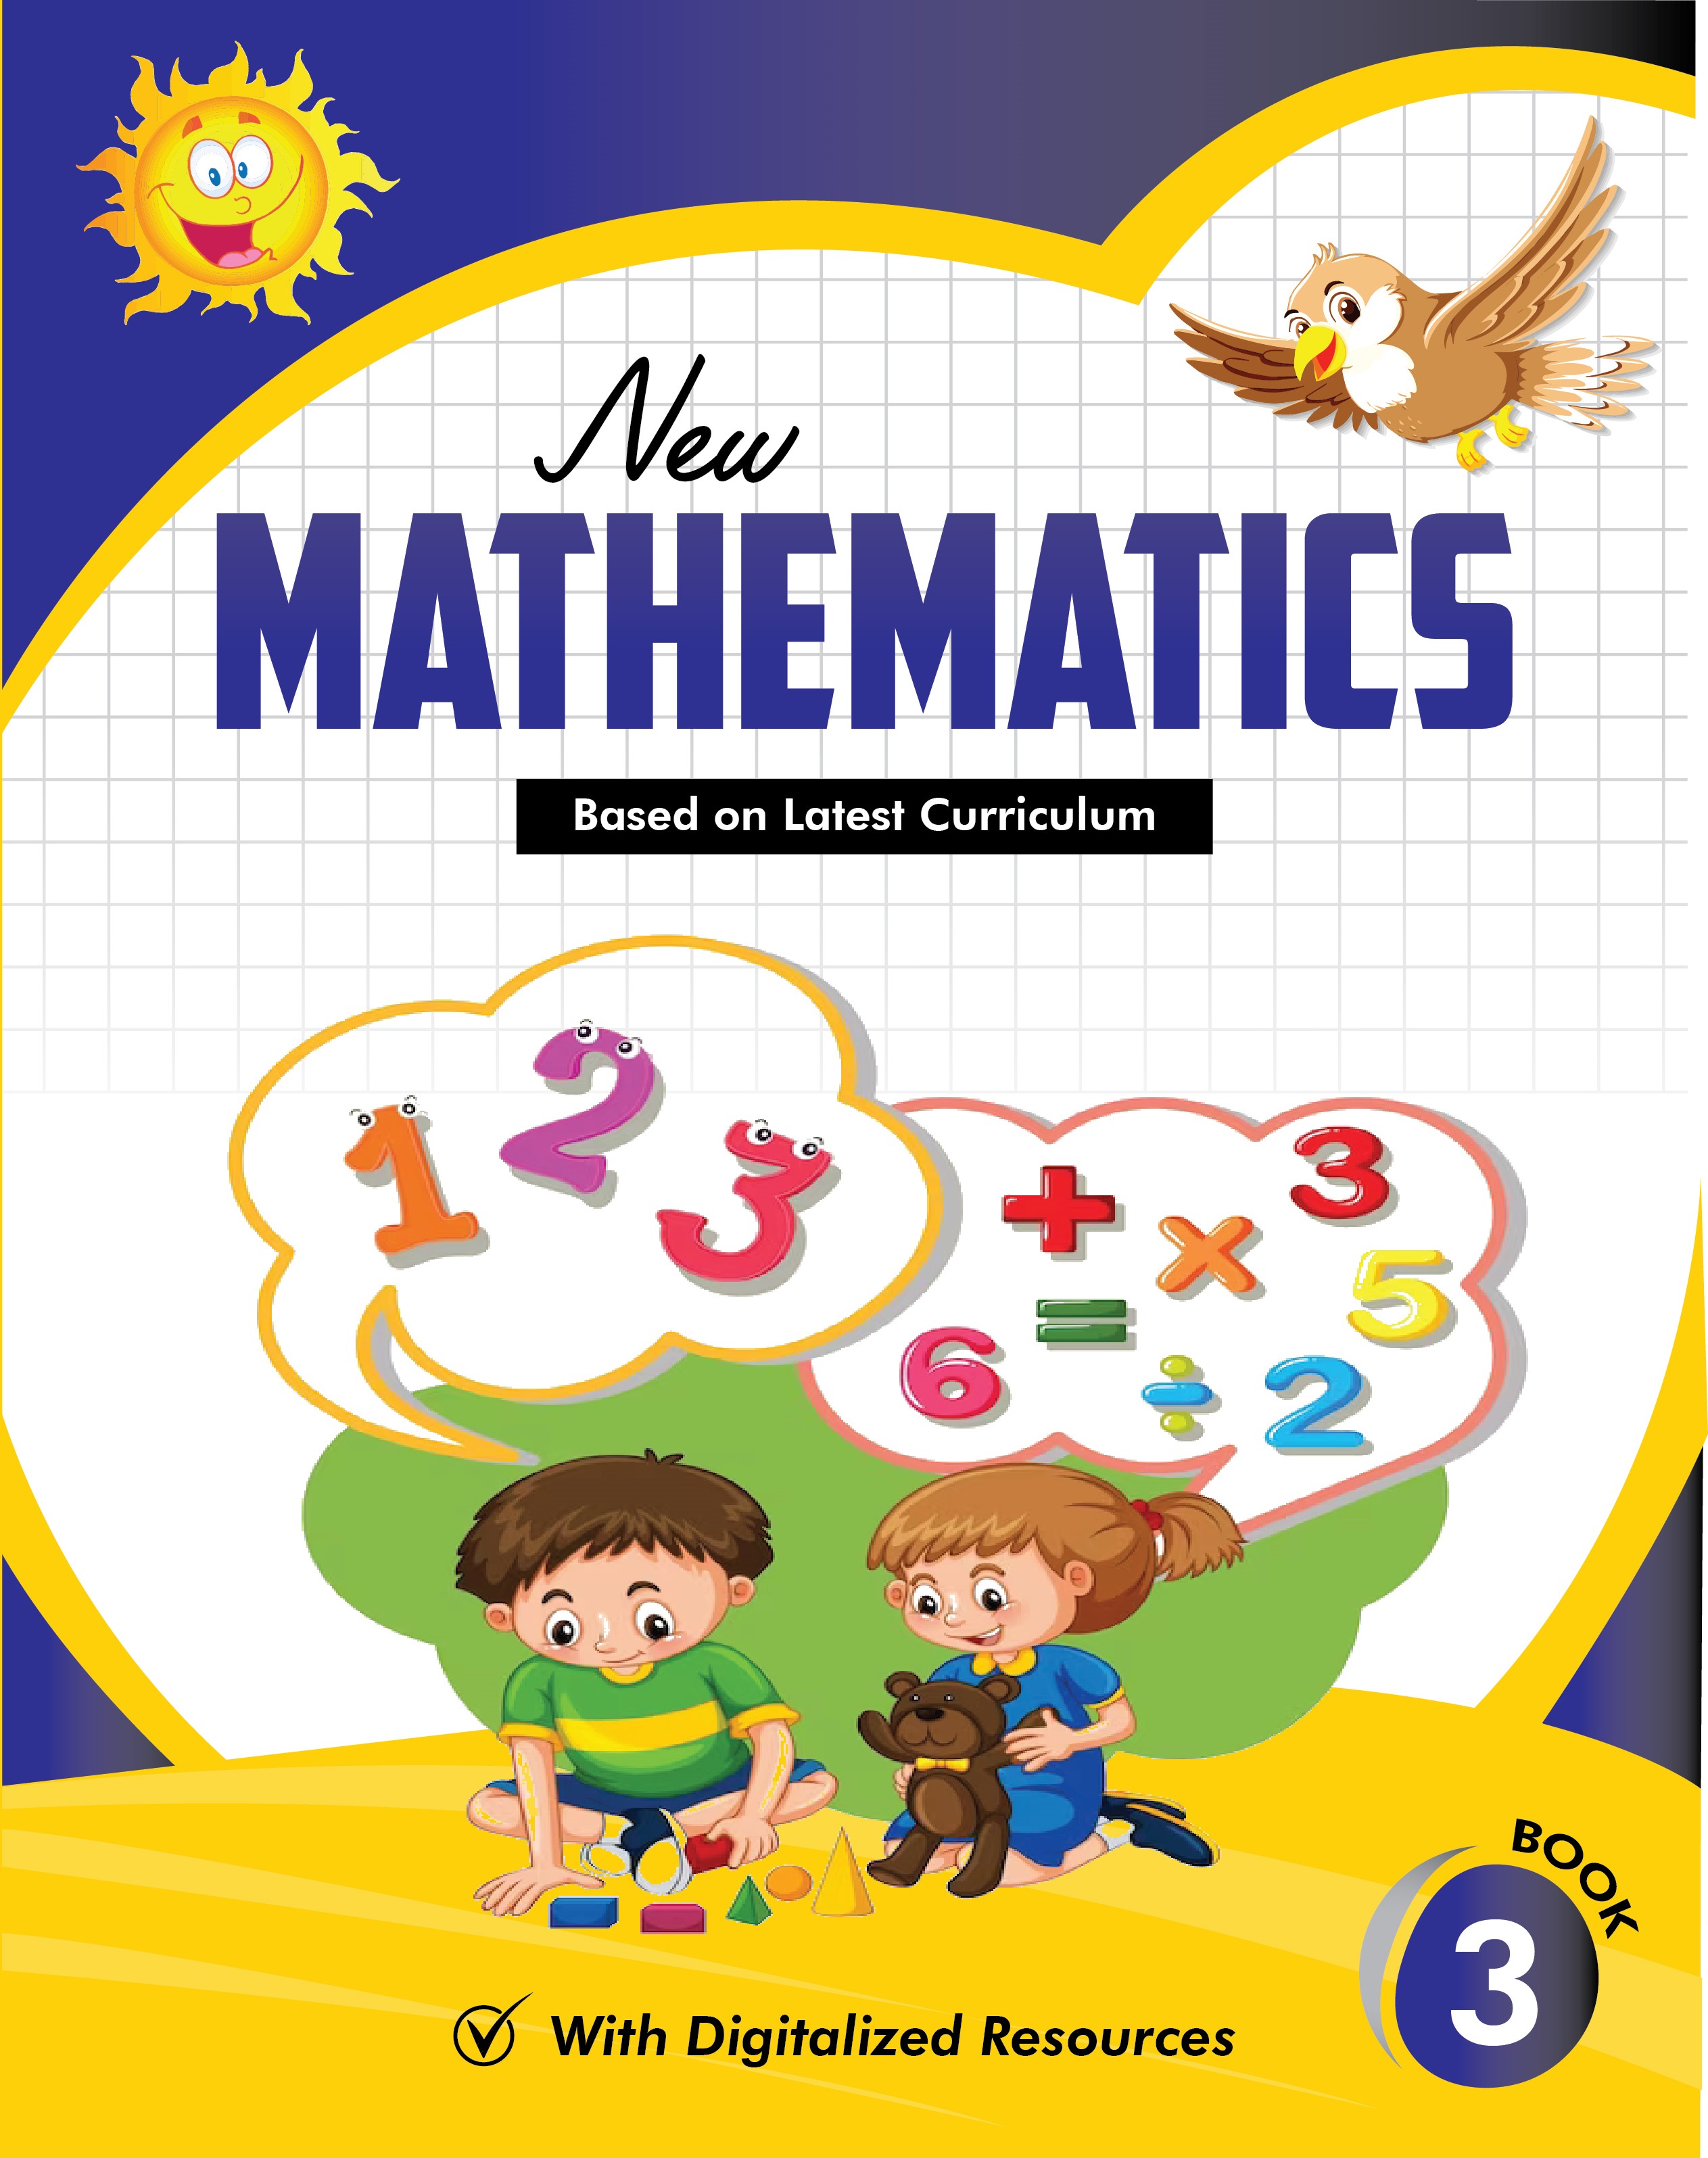 New
MATHEMATICS
Based on Latest Curriculum
1 2 3
+ × 3
= 5
6 ÷ 2
BOOK
3
With Digitalized Resources